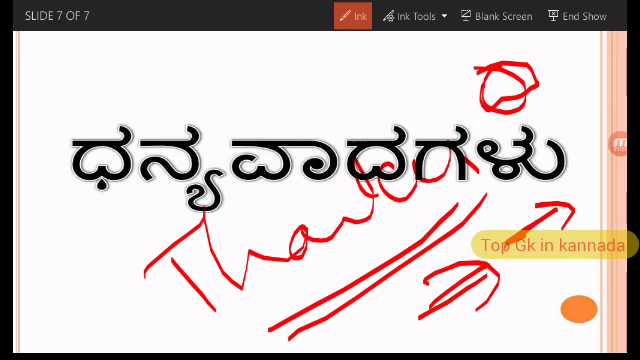 SLIDE 7 OF 7 Ink Ink Tools Blank Screen End Show
ಧನ್ಯವಾದಗಳು
Top Gk in kannada